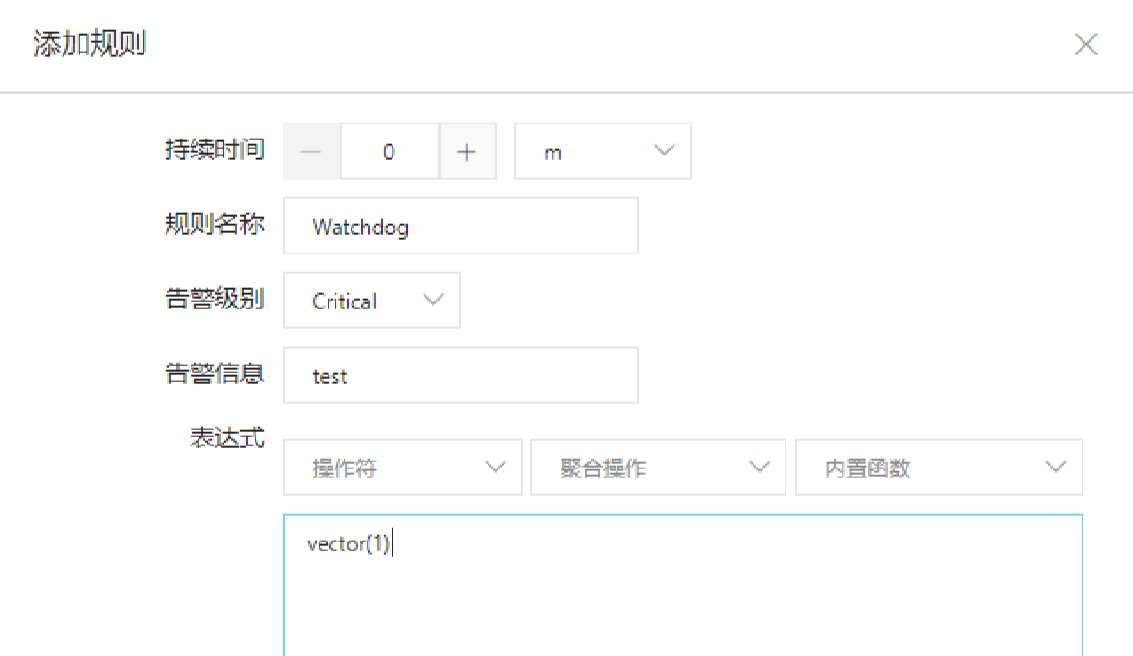 添加规则
持续时间 0 m
规则名称 Watchdog
告警级别 Critical
告警信息 test
表达式
操作符 聚合操作 内置函数
vector(1)